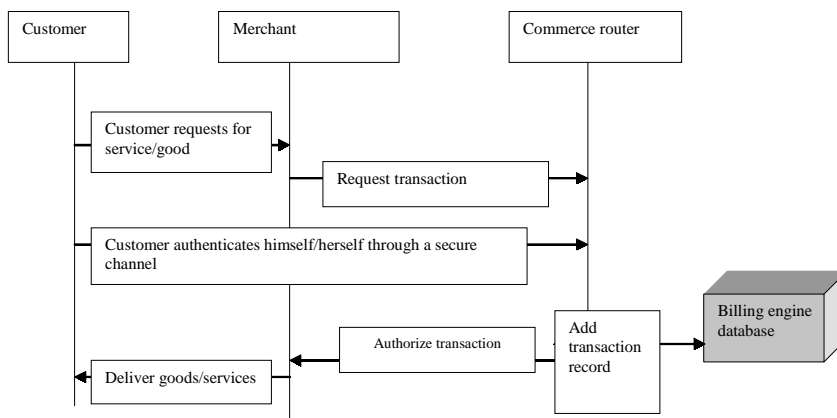 Customer
Merchant
Commerce router
Customer requests for
service/good
Request transaction
Customer authenticates himself/herself through a secure
channel
Billing engine
database
Add
transaction
record
Authorize transaction
Deliver goods/services